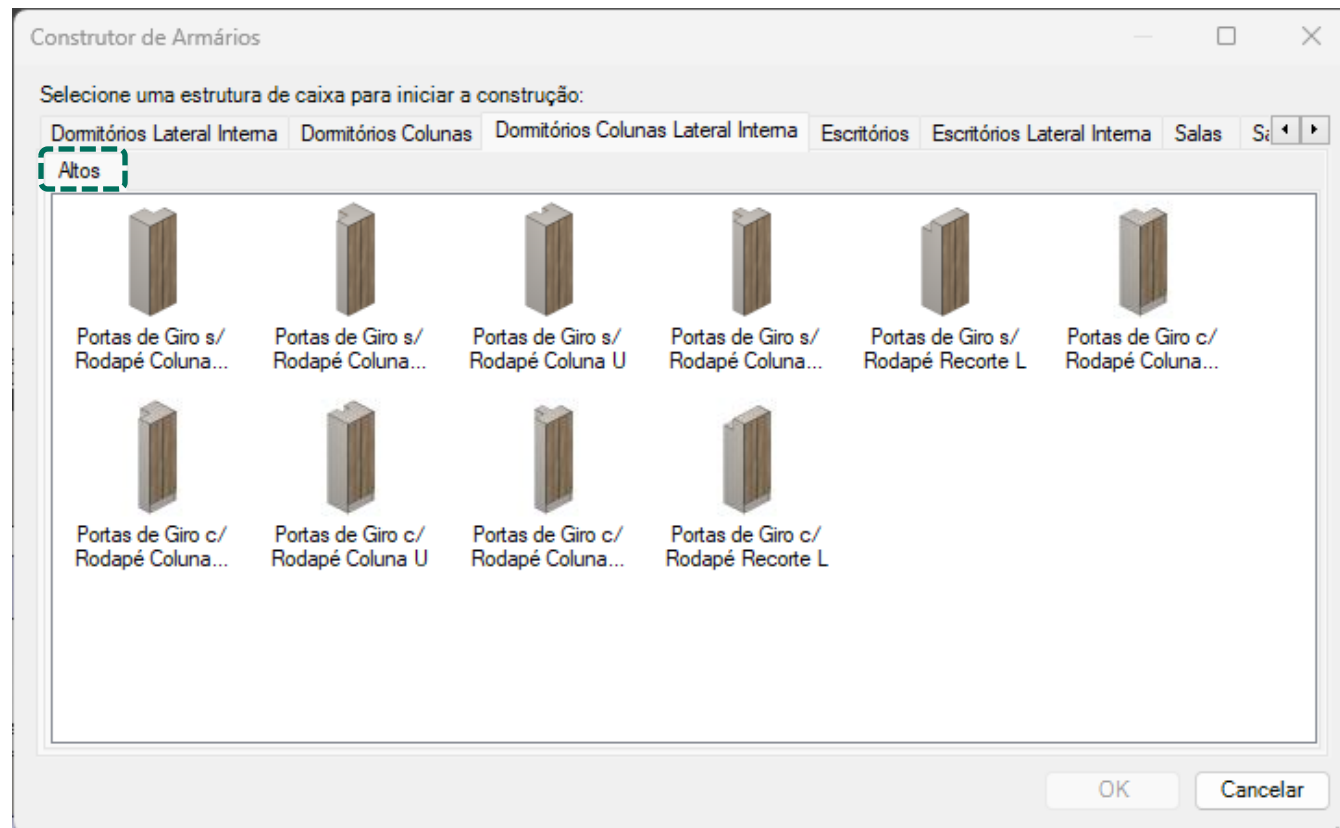 Construtor de Armários
Selecione uma estrutura de caixa para iniciar a construção:
Dormitórios Lateral Interna Dormitórios Colunas Dormitórios Colunas Lateral Interna Escritórios Escritórios Lateral Interna Salas
Altos
Portas de Giro s/ Portas de Giro s/ Portas de Giro s/ Portas de Giro s/ Portas de Giro s/ Portas de Giro c/
Rodapé Coluna... Rodapé Coluna... Rodapé Coluna U Rodapé Coluna... Rodapé Recorte L Rodapé Coluna...
Portas de Giro c/ Portas de Giro c/ Portas de Giro c/ Portas de Giro c/
Rodapé Coluna... Rodapé Coluna U Rodapé Coluna... Rodapé Recorte L
OK Cancelar